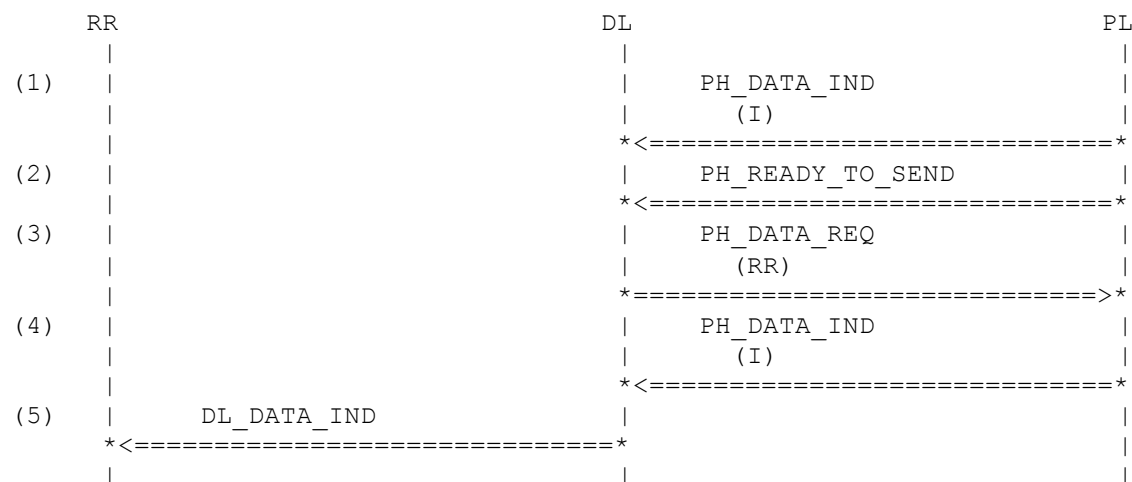 RR DL PL
| | |
(1) | | PH_DATA_IND |
| | (I) |
| *<=============================*
(2) | | PH_READY_TO_SEND |
| *<=============================*
(3) | | PH_DATA_REQ |
| | (RR) |
| *=============================>*
(4) | | PH_DATA_IND |
| | (I) |
| *<=============================*
(5) | DL_DATA_IND | |
*<==============================* |
| | |